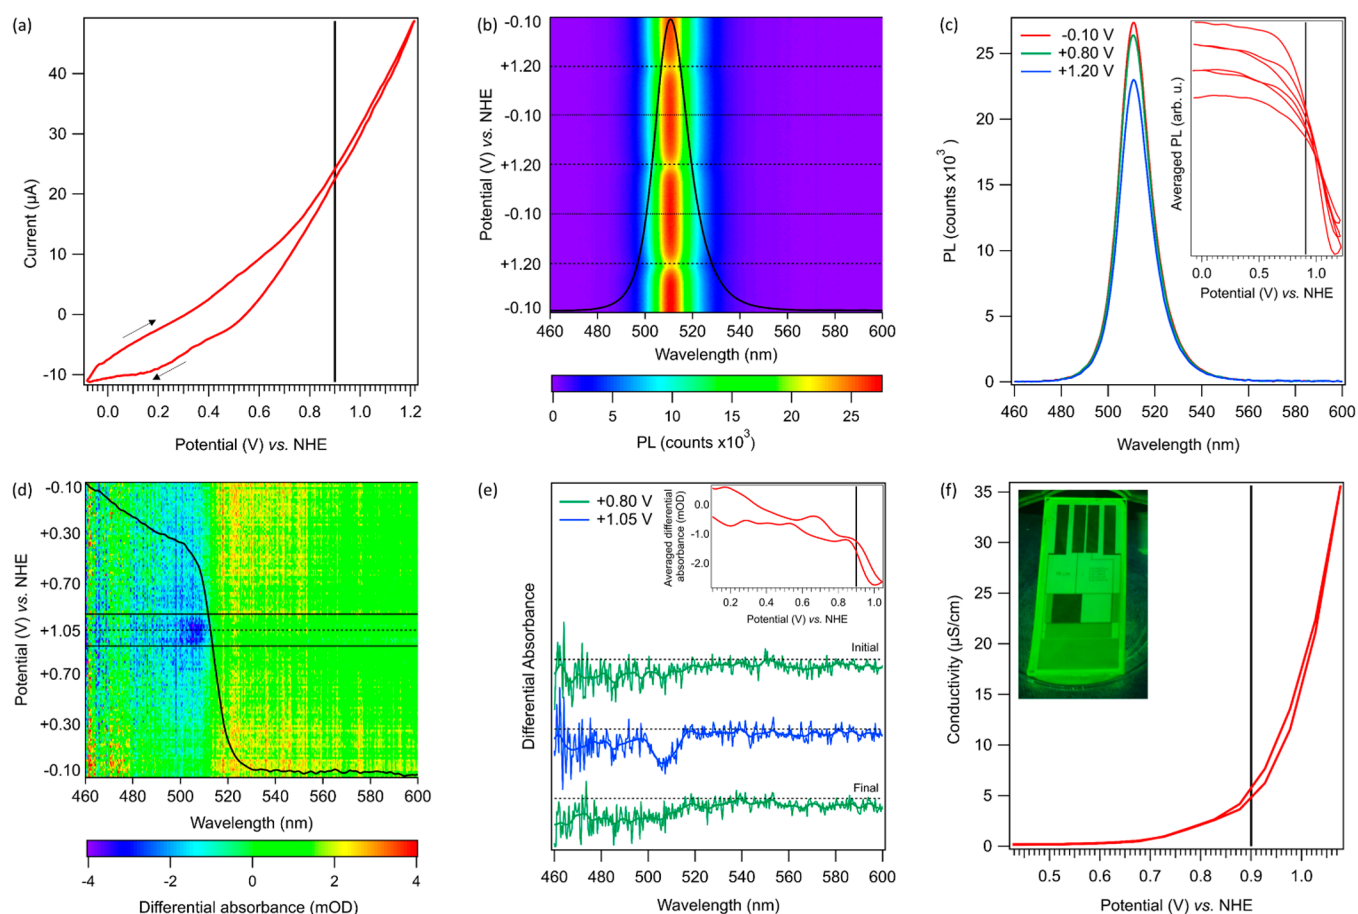 (a)
40
30
20
10
0
-10
Current (µA)
0.0 0.2 0.4 0.6 0.8 1.0 1.2
Potential (V) vs. NHE
(b)
-0.10
+1.20
-0.10
+1.20
-0.10
+1.20
-0.10
Potential (V) vs. NHE
460 480 500 520 540 560 580 600
Wavelength (nm)
0 10 20 25
PL (counts x10³)
(c)
25
20
15
10
5
0
PL (counts x10³)
-0.10 V
+0.80 V
+1.20 V
Averaged PL (arb. u.)
0.0 0.5 1.0
Potential (V) vs. NHE
460 480 500 520 540 560 580 600
Wavelength (nm)
(d)
-0.10
+0.30
+0.70
+1.05
+0.70
+0.30
-0.10
Potential (V) vs. NHE
460 480 500 520 540 560 580 600
Wavelength (nm)
-4 -2 0 2 4
Differential absorbance (mOD)
(e)
+0.80 V
+1.05 V
Averaged differential
absorbance (mOD)
0.0
-1.0
-2.0
0.2 0.4 0.6 0.8 1.0
Potential (V) vs. NHE
Differential Absorbance
Initial
Final
460 480 500 520 540 560 580 600
Wavelength (nm)
(f)
35
30
25
20
15
10
5
0
Conductivity (µS/cm)
0.5 0.6 0.7 0.8 0.9 1.0
Potential (V) vs. NHE